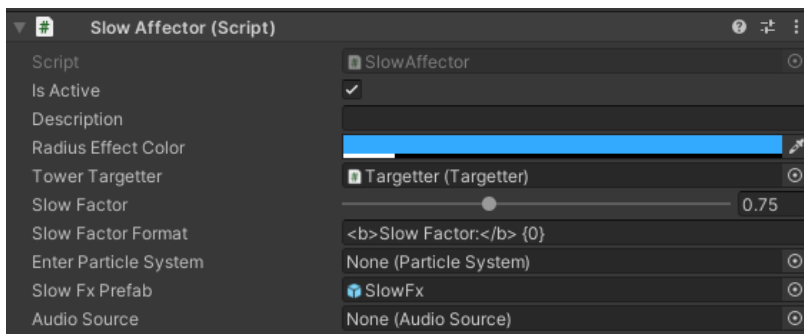 Slow Affector (Script)
Script SlowAffector
Is Active
Description
Radius Effect Color
Tower Targetter Targetter (Targetter)
Slow Factor 0.75
Slow Factor Format <b>Slow Factor:</b> {0}
Enter Particle System None (Particle System)
Slow Fx Prefab SlowFx
Audio Source None (Audio Source)